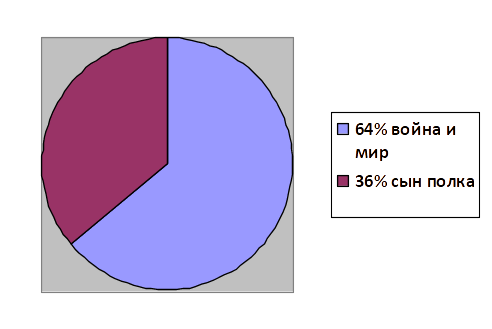 64% война и
мир
36% сын полка